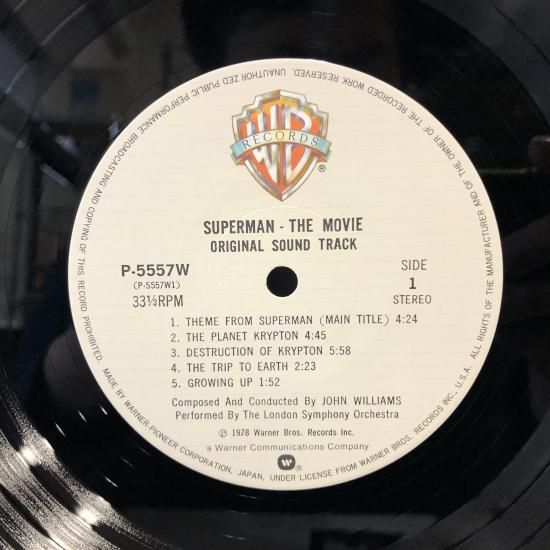 WB
RECORDS
®
SUPERMAN - THE MOVIE
ORIGINAL SOUND TRACK
P-5557W
(P-5557W1)
33⅓RPM
SIDE
1
STEREO
1. THEME FROM SUPERMAN (MAIN TITLE) 4:24
2. THE PLANET KRYPTON 4:45
3. DESTRUCTION OF KRYPTON 5:58
4. THE TRIP TO EARTH 2:23
5. GROWING UP 1:52
Composed And Conducted By JOHN WILLIAMS
Performed By The London Symphony Orchestra
Ⓟ 1978 Warner Bros. Records Inc.
a Warner Communications Company
W
MADE BY WARNER-PIONEER CORPORATION, JAPAN, UNDER LICENSE FROM WARNER BROS. RECORDS INC., U.S.A. ALL RIGHTS OF THE MANUFACTURER AND OF THE OWNER OF THE RECORDED WORK RESERVED. UNAUTHORIZED PUBLIC PERFORMANCE BROADCASTING AND COPYING OF THIS RECORD PROHIBITED.